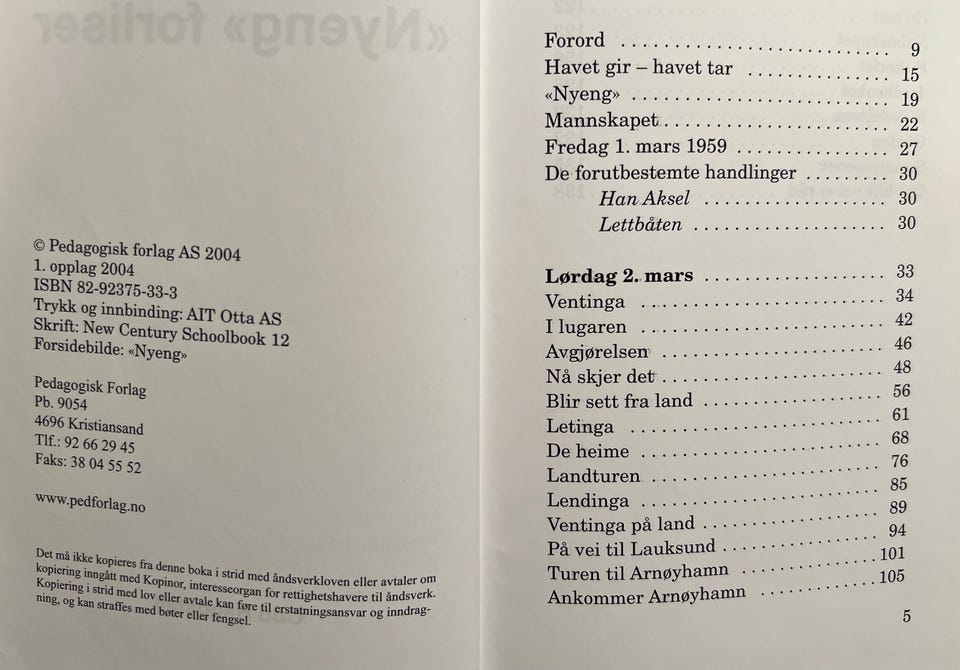 © Pedagogisk forlag AS 2004
1. opplag 2004
ISBN 82-92375-33-3
Trykk og innbinding: AIT Otta AS
Skrift: New Century Schoolbook 12
Forsidebilde: «Nyeng»
Pedagogisk Forlag
Pb. 9054
4696 Kristiansand
Tlf.: 92 66 29 45
Faks: 38 04 55 52
www.pedforlag.no
Det må ikke kopieres fra denne boka i strid med åndsverkloven eller avtaler om
kopiering inngått med Kopinor, interesseorgan for rettighetshavere til åndsverk.
Kopiering i strid med lov eller avtale kan føre til erstatningsansvar og inndrag-
ning, og kan straffes med bøter eller fengsel.
Forord .......................... 9
Havet gir – havet tar .............. 15
«Nyeng» ........................ 19
Mannskapet ..................... 22
Fredag 1. mars 1959 ............... 27
De forutbestemte handlinger ......... 30
Han Aksel .................. 30
Lettbåten ................... 30
Lørdag 2. mars .................. 33
Ventinga ........................ 34
I lugaren ........................ 42
Avgjørelsen ...................... 46
Nå skjer det ...................... 48
Blir sett fra land .................. 56
Letinga ......................... 61
De heime ........................ 68
Landturen ....................... 76
Lendinga ........................ 85
Ventinga på land .................. 89
På vei til Lauksund ................ 94
Turen til Arnøyhamn .............. 101
Ankommer Arnøyhamn ............ 105
5